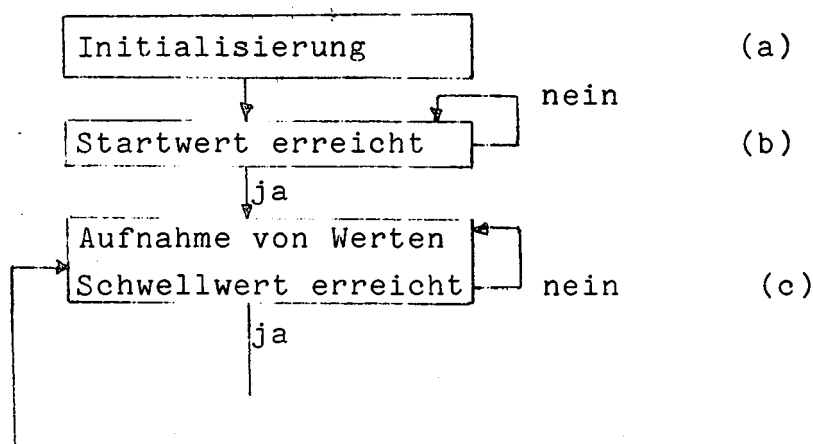 Initialisierung (a)
nein
Startwert erreicht (b)
ja
Aufnahme von Werten
Schwellwert erreicht nein (c)
ja